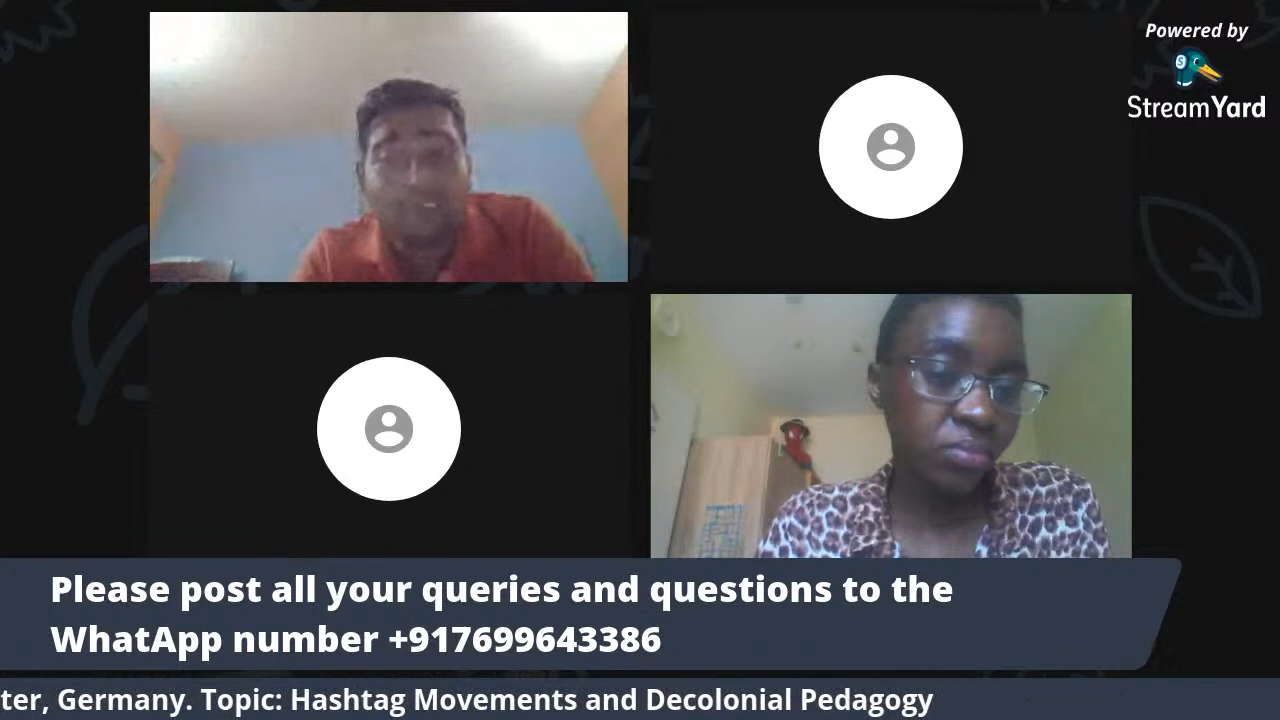 Powered by
StreamYard
Please post all your queries and questions to the
WhatApp number +917699643386
ter, Germany. Topic: Hashtag Movements and Decolonial Pedagogy